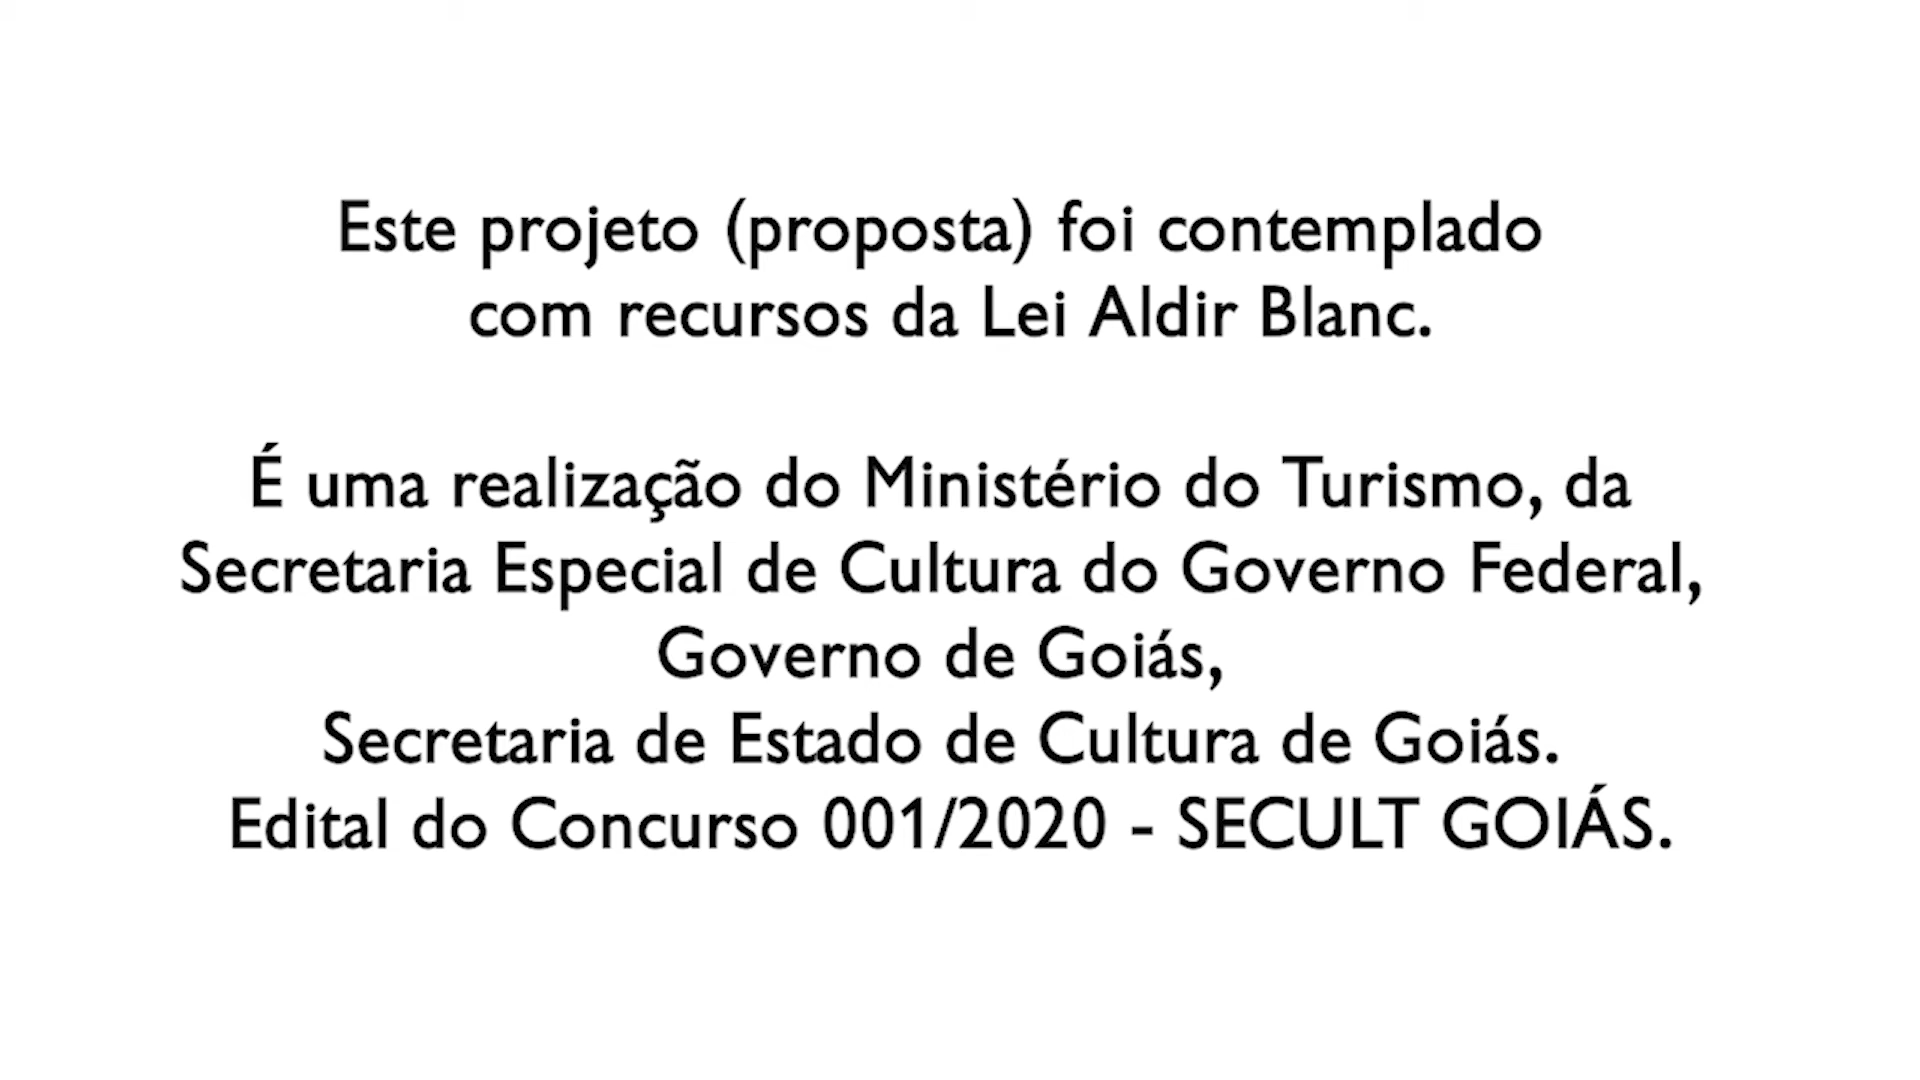 Este projeto (proposta) foi contemplado
com recursos da Lei Aldir Blanc.
É uma realização do Ministério do Turismo, da
Secretaria Especial de Cultura do Governo Federal,
Governo de Goiás,
Secretaria de Estado de Cultura de Goiás.
Edital do Concurso 001/2020 - SECULT GOIÁS.